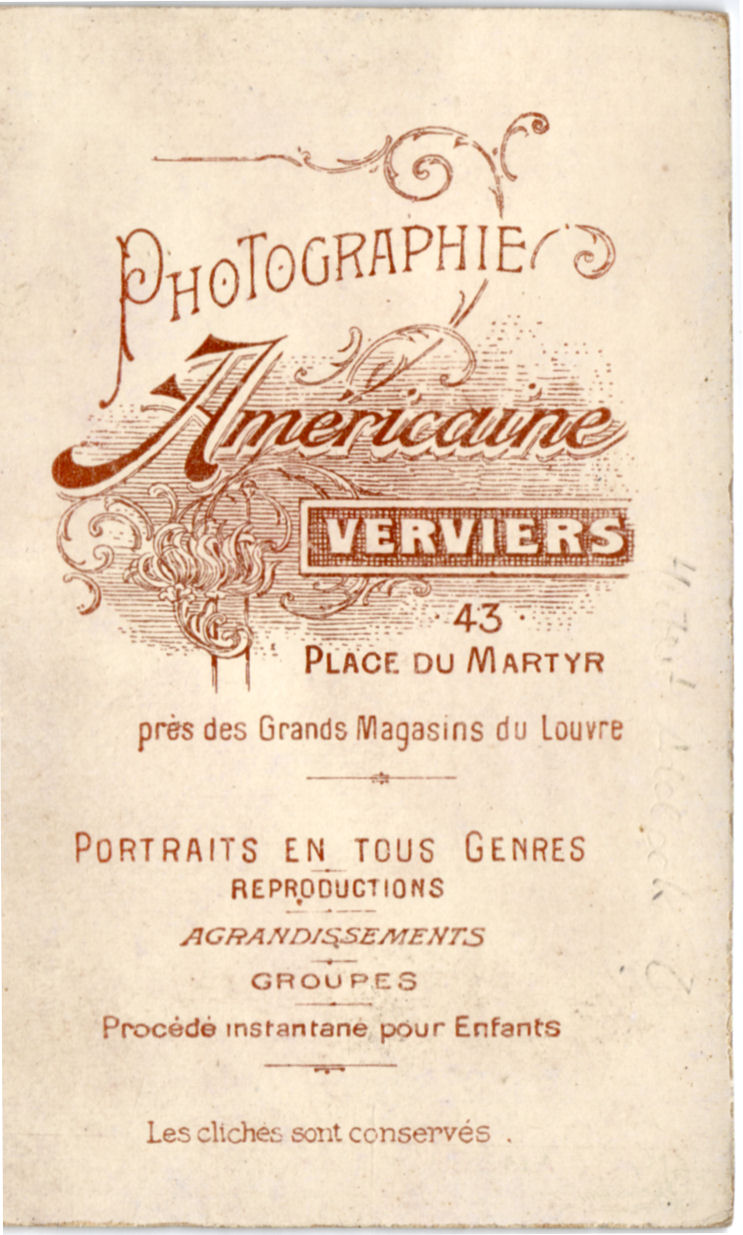 PHOTOGRAPHIE
Américaine
VERVIERS
· 43 ·
PLACE DU MARTYR
près des Grands Magasins du Louvre
PORTRAITS EN TOUS GENRES
REPRODUCTIONS
AGRANDISSEMENTS
GROUPES
Procédé instantané pour Enfants
Les clichés sont conservés .